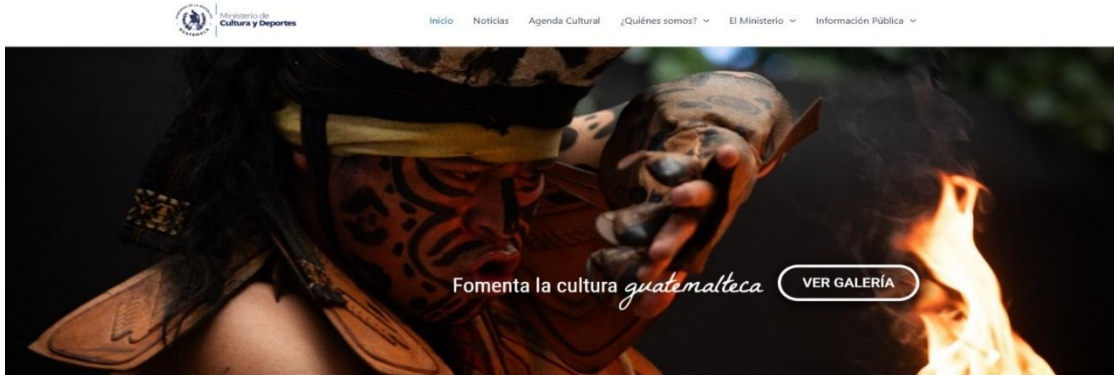 Ministerio de
Cultura y Deportes
GUATEMALA
Inicio Noticias Agenda Cultural ¿Quiénes somos? El Ministerio Información Pública
Fomenta la cultura guatemalteca VER GALERÍA